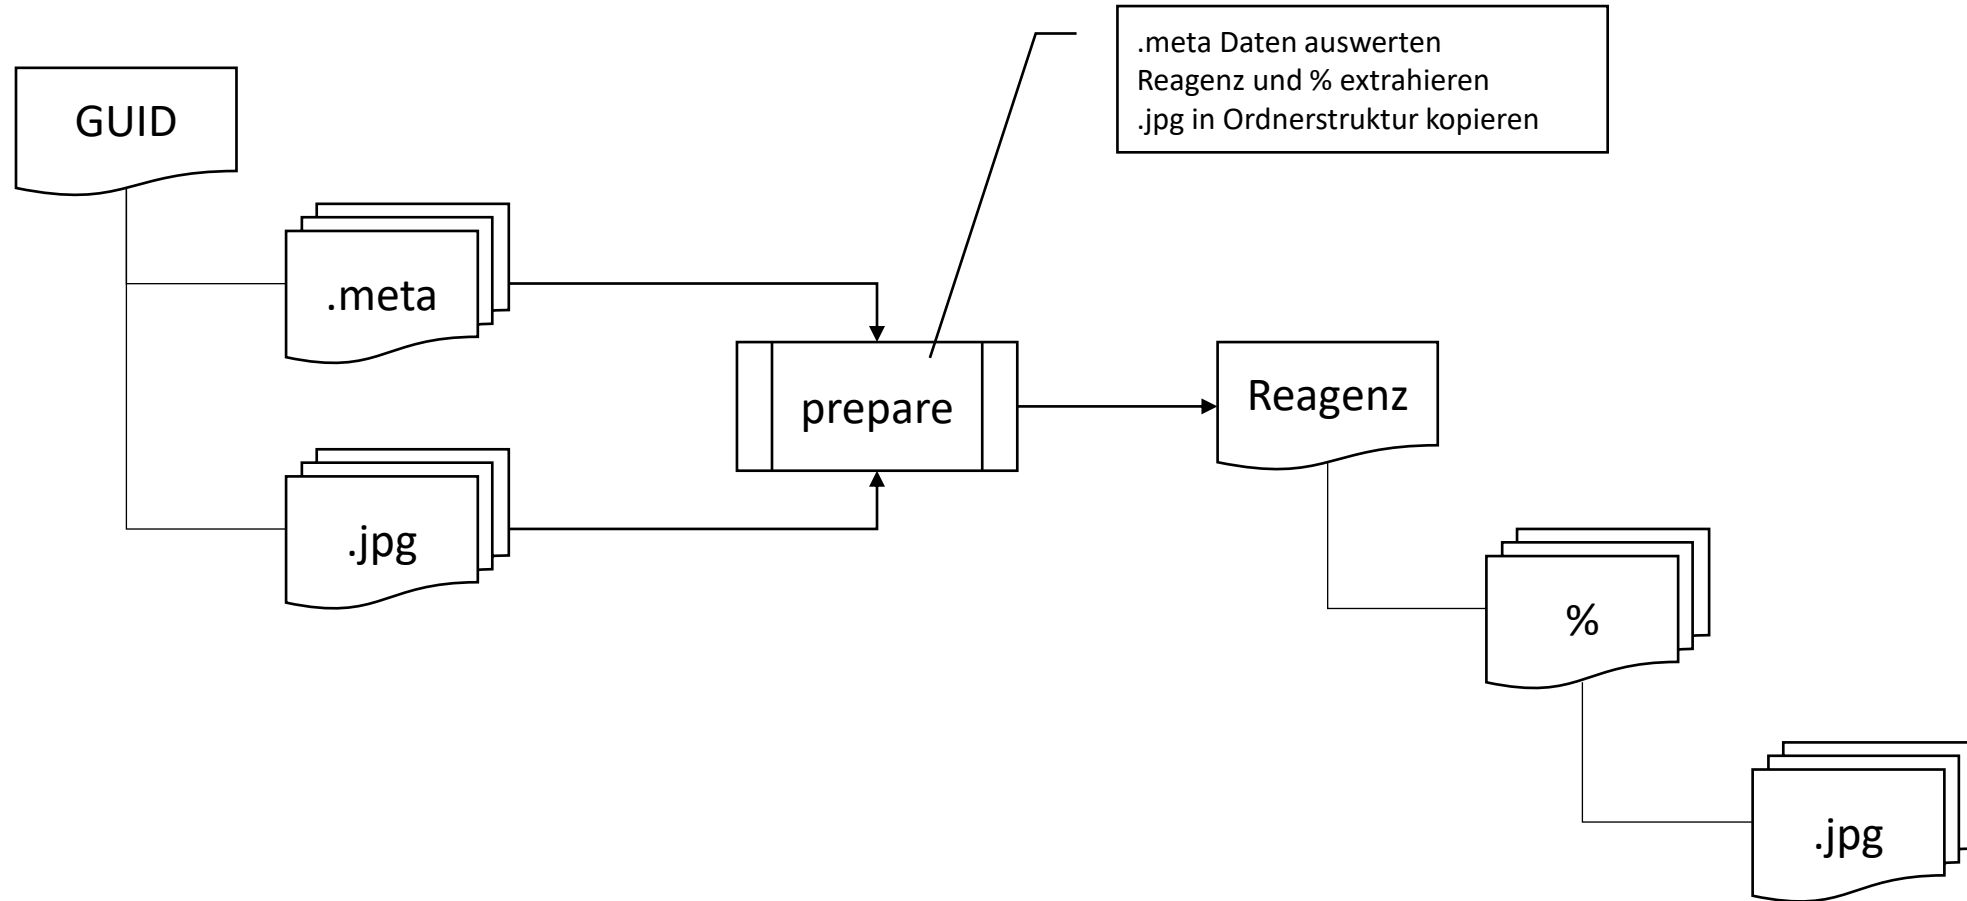 .meta Daten auswerten
Reagenz und % extrahieren
.jpg in Ordnerstruktur kopieren
GUID
.meta
prepare
Reagenz
.jpg
%
.jpg